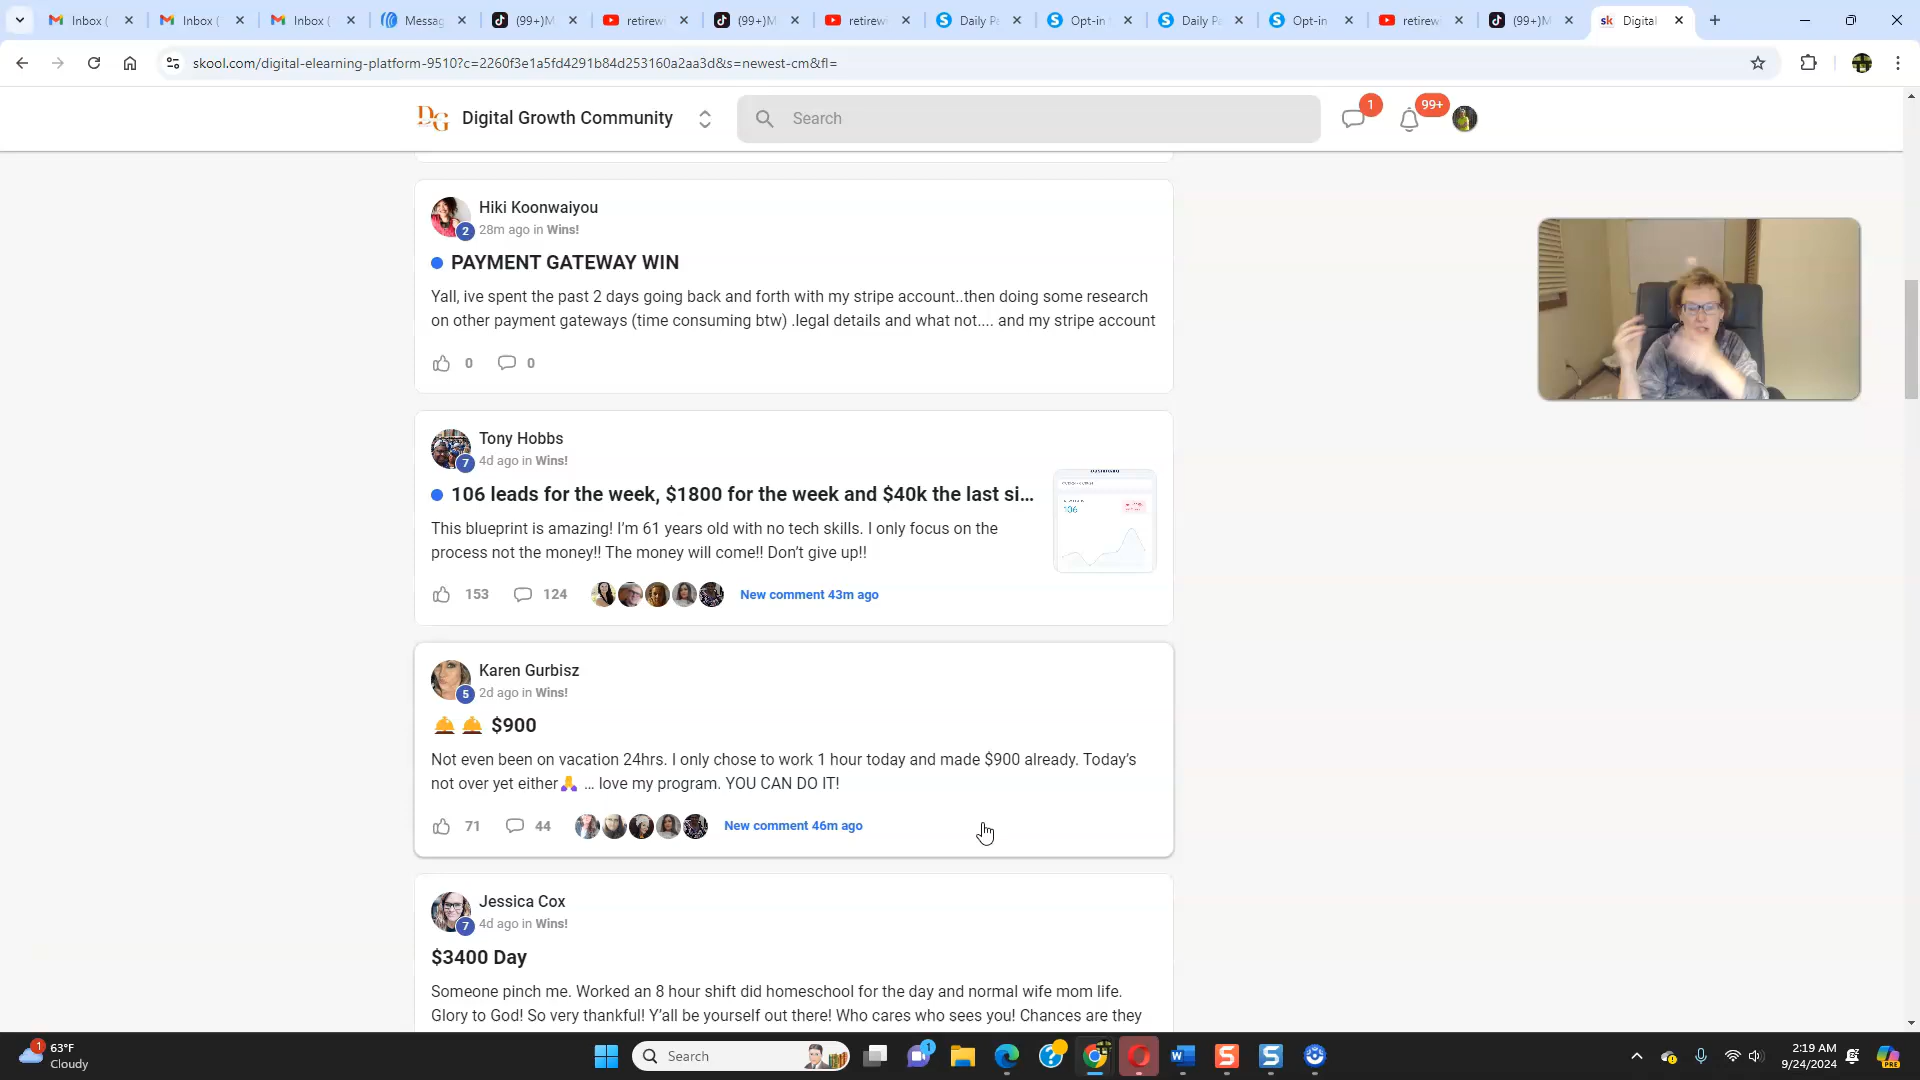 Inbox (
Inbox (
Inbox (
Messag
(99+)M
retirew
(99+)M
retirew
Daily Pa
Opt-in
Daily Pa
Opt-in
retirew
(99+)M
sk Digital
skool.com/digital-elearning-platform-9510?c=2260f3e1a5fd4291b84d253160a2aa3d&s=newest-cm&fl=
DG Digital Growth Community
Search
1
99+
Hiki Koonwaiyou
2 28m ago in Wins!
PAYMENT GATEWAY WIN
Yall, ive spent the past 2 days going back and forth with my stripe account..then doing some research
on other payment gateways (time consuming btw) .legal details and what not.... and my stripe account
0 0
Tony Hobbs
7 4d ago in Wins!
106 leads for the week, $1800 for the week and $40k the last si...
This blueprint is amazing! I'm 61 years old with no tech skills. I only focus on the
process not the money!! The money will come!! Don't give up!!
106
153 124 New comment 43m ago
Karen Gurbisz
5 2d ago in Wins!
$900
Not even been on vacation 24hrs. I only chose to work 1 hour today and made $900 already. Today's
not over yet either🙏 ... love my program. YOU CAN DO IT!
71 44 New comment 46m ago
Jessica Cox
7 4d ago in Wins!
$3400 Day
Someone pinch me. Worked an 8 hour shift did homeschool for the day and normal wife mom life.
Glory to God! So very thankful! Y'all be yourself out there! Who cares who sees you! Chances are they
1 63°F
Cloudy
Search
1
2:19 AM
9/24/2024